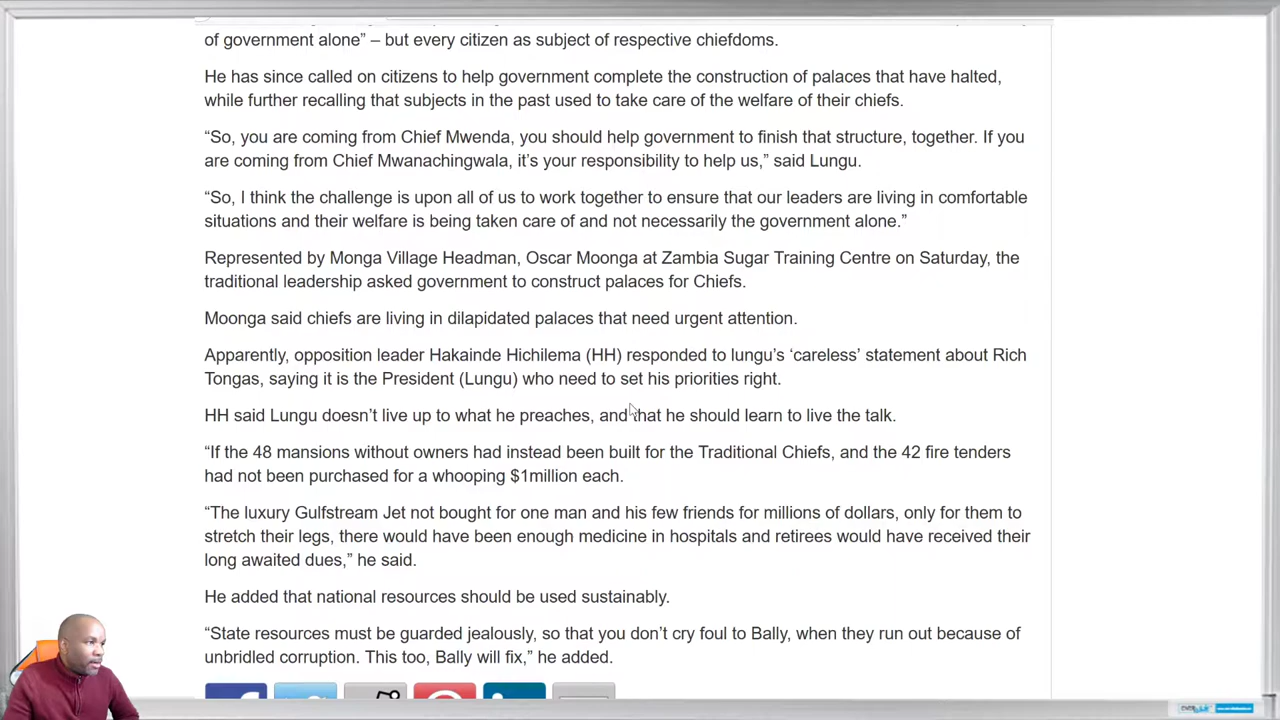 of government alone” – but every citizen as subject of respective chiefdoms.
He has since called on citizens to help government complete the construction of palaces that have halted,
while further recalling that subjects in the past used to take care of the welfare of their chiefs.
“So, you are coming from Chief Mwenda, you should help government to finish that structure, together. If you
are coming from Chief Mwanachingwala, it’s your responsibility to help us,” said Lungu.
“So, I think the challenge is upon all of us to work together to ensure that our leaders are living in comfortable
situations and their welfare is being taken care of and not necessarily the government alone.”
Represented by Monga Village Headman, Oscar Moonga at Zambia Sugar Training Centre on Saturday, the
traditional leadership asked government to construct palaces for Chiefs.
Moonga said chiefs are living in dilapidated palaces that need urgent attention.
Apparently, opposition leader Hakainde Hichilema (HH) responded to lungu’s ‘careless’ statement about Rich
Tongas, saying it is the President (Lungu) who need to set his priorities right.
HH said Lungu doesn’t live up to what he preaches, and that he should learn to live the talk.
“If the 48 mansions without owners had instead been built for the Traditional Chiefs, and the 42 fire tenders
had not been purchased for a whooping $1million each.
“The luxury Gulfstream Jet not bought for one man and his few friends for millions of dollars, only for them to
stretch their legs, there would have been enough medicine in hospitals and retirees would have received their
long awaited dues,” he said.
He added that national resources should be used sustainably.
“State resources must be guarded jealously, so that you don’t cry foul to Bally, when they run out because of
unbridled corruption. This too, Bally will fix,” he added.